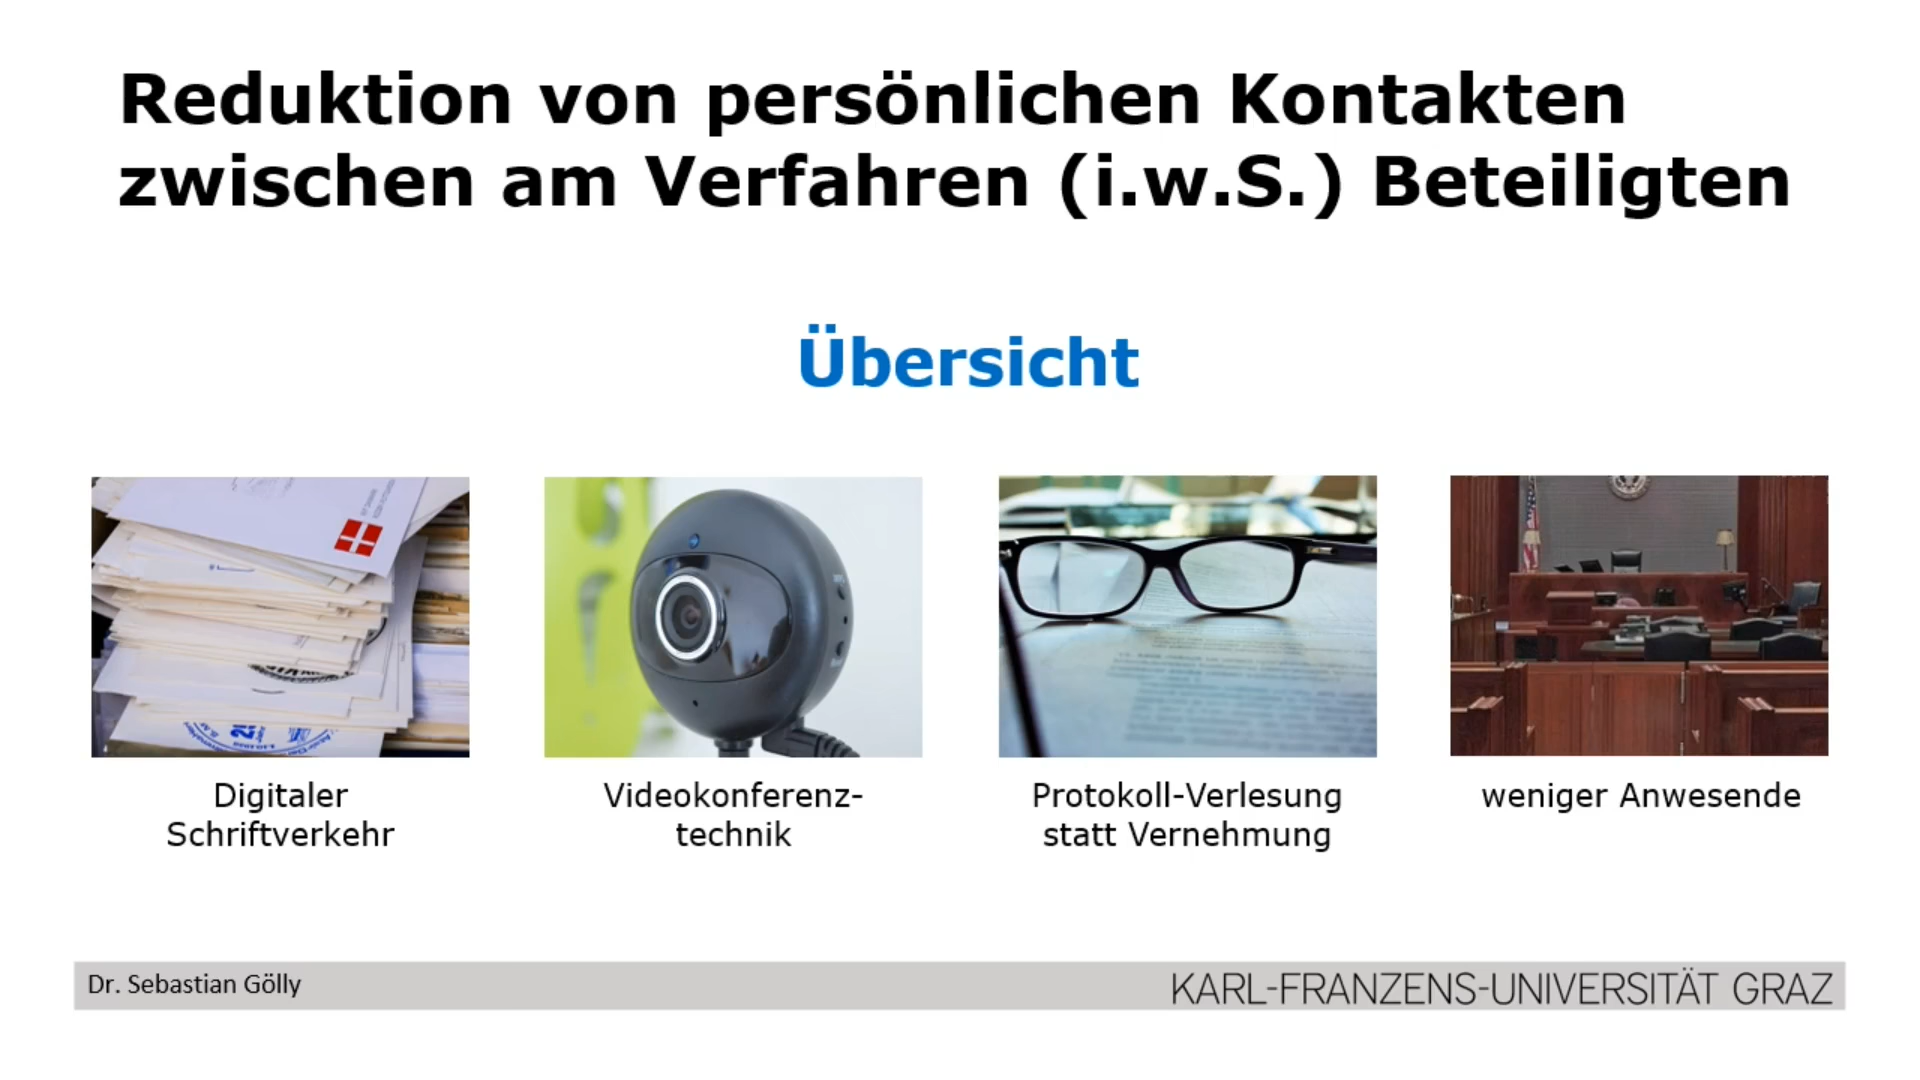 Reduktion von persönlichen Kontakten
zwischen am Verfahren (i.w.S.) Beteiligten
Übersicht
Digitaler
Schriftverkehr
Videokonferenz-
technik
Protokoll-Verlesung
statt Vernehmung
weniger Anwesende
Dr. Sebastian Gölly
KARL-FRANZENS-UNIVERSITÄT GRAZ